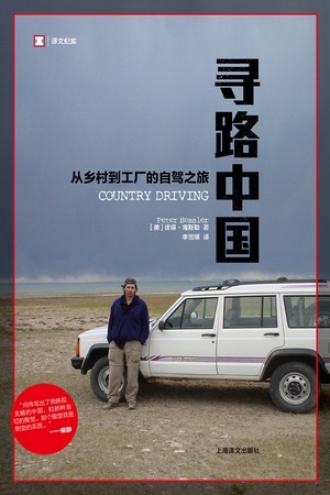 译文纪实
寻路中国
从乡村到工厂的自驾之旅
COUNTRY DRIVING
Peter Hessler
[美] 彼得·海斯勒 著
李雪顺 译
——柴静
上海译文出版社